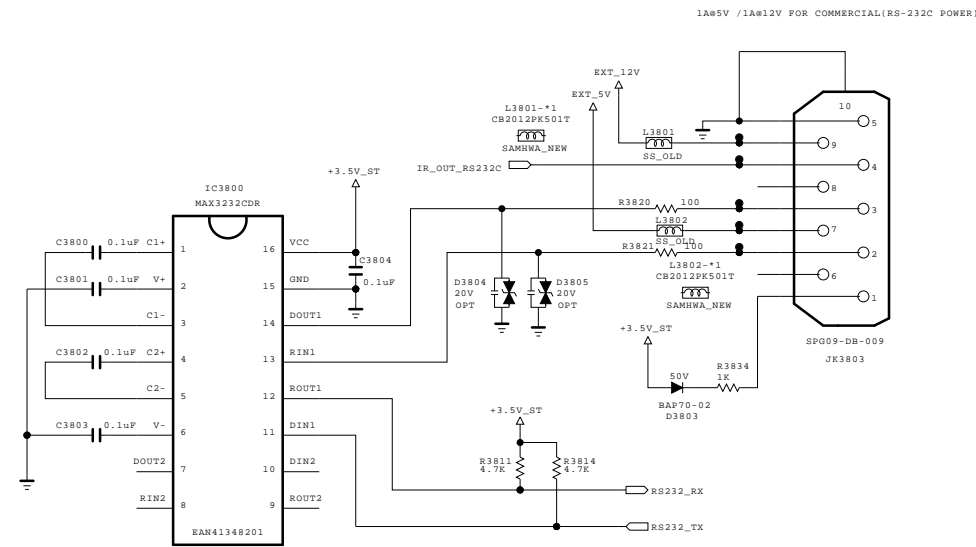 1A@5V /1A@12V FOR COMMERCIAL(RS-232C POWER)
EXT_12V
EXT_5V
L3801-*1
CB2012PK501T
SAMHWA_NEW
L3801
SS_OLD
IR_OUT_RS232C
10
5
9
4
8
3
7
2
6
1
SPG09-DB-009
JK3803
R3820 100
L3802
SS_OLD
R3821 100
L3802-*1
CB2012PK501T
SAMHWA_NEW
+3.5V_ST
IC3800
MAX3232CDR
C3800 0.1uF C1+ 1
C3801 0.1uF V+ 2
C1- 3
C3802 0.1uF C2+ 4
C2- 5
C3803 0.1uF V- 6
DOUT2 7
RIN2 8
16 VCC
15 GND
14 DOUT1
13 RIN1
12 ROUT1
11 DIN1
10 DIN2
9 ROUT2
EAN41348201
C3804
0.1uF
D3804
20V
OPT
D3805
20V
OPT
+3.5V_ST
50V
BAP70-02
D3803
R3834
1K
+3.5V_ST
R3811
4.7K
R3814
4.7K
RS232_RX
RS232_TX